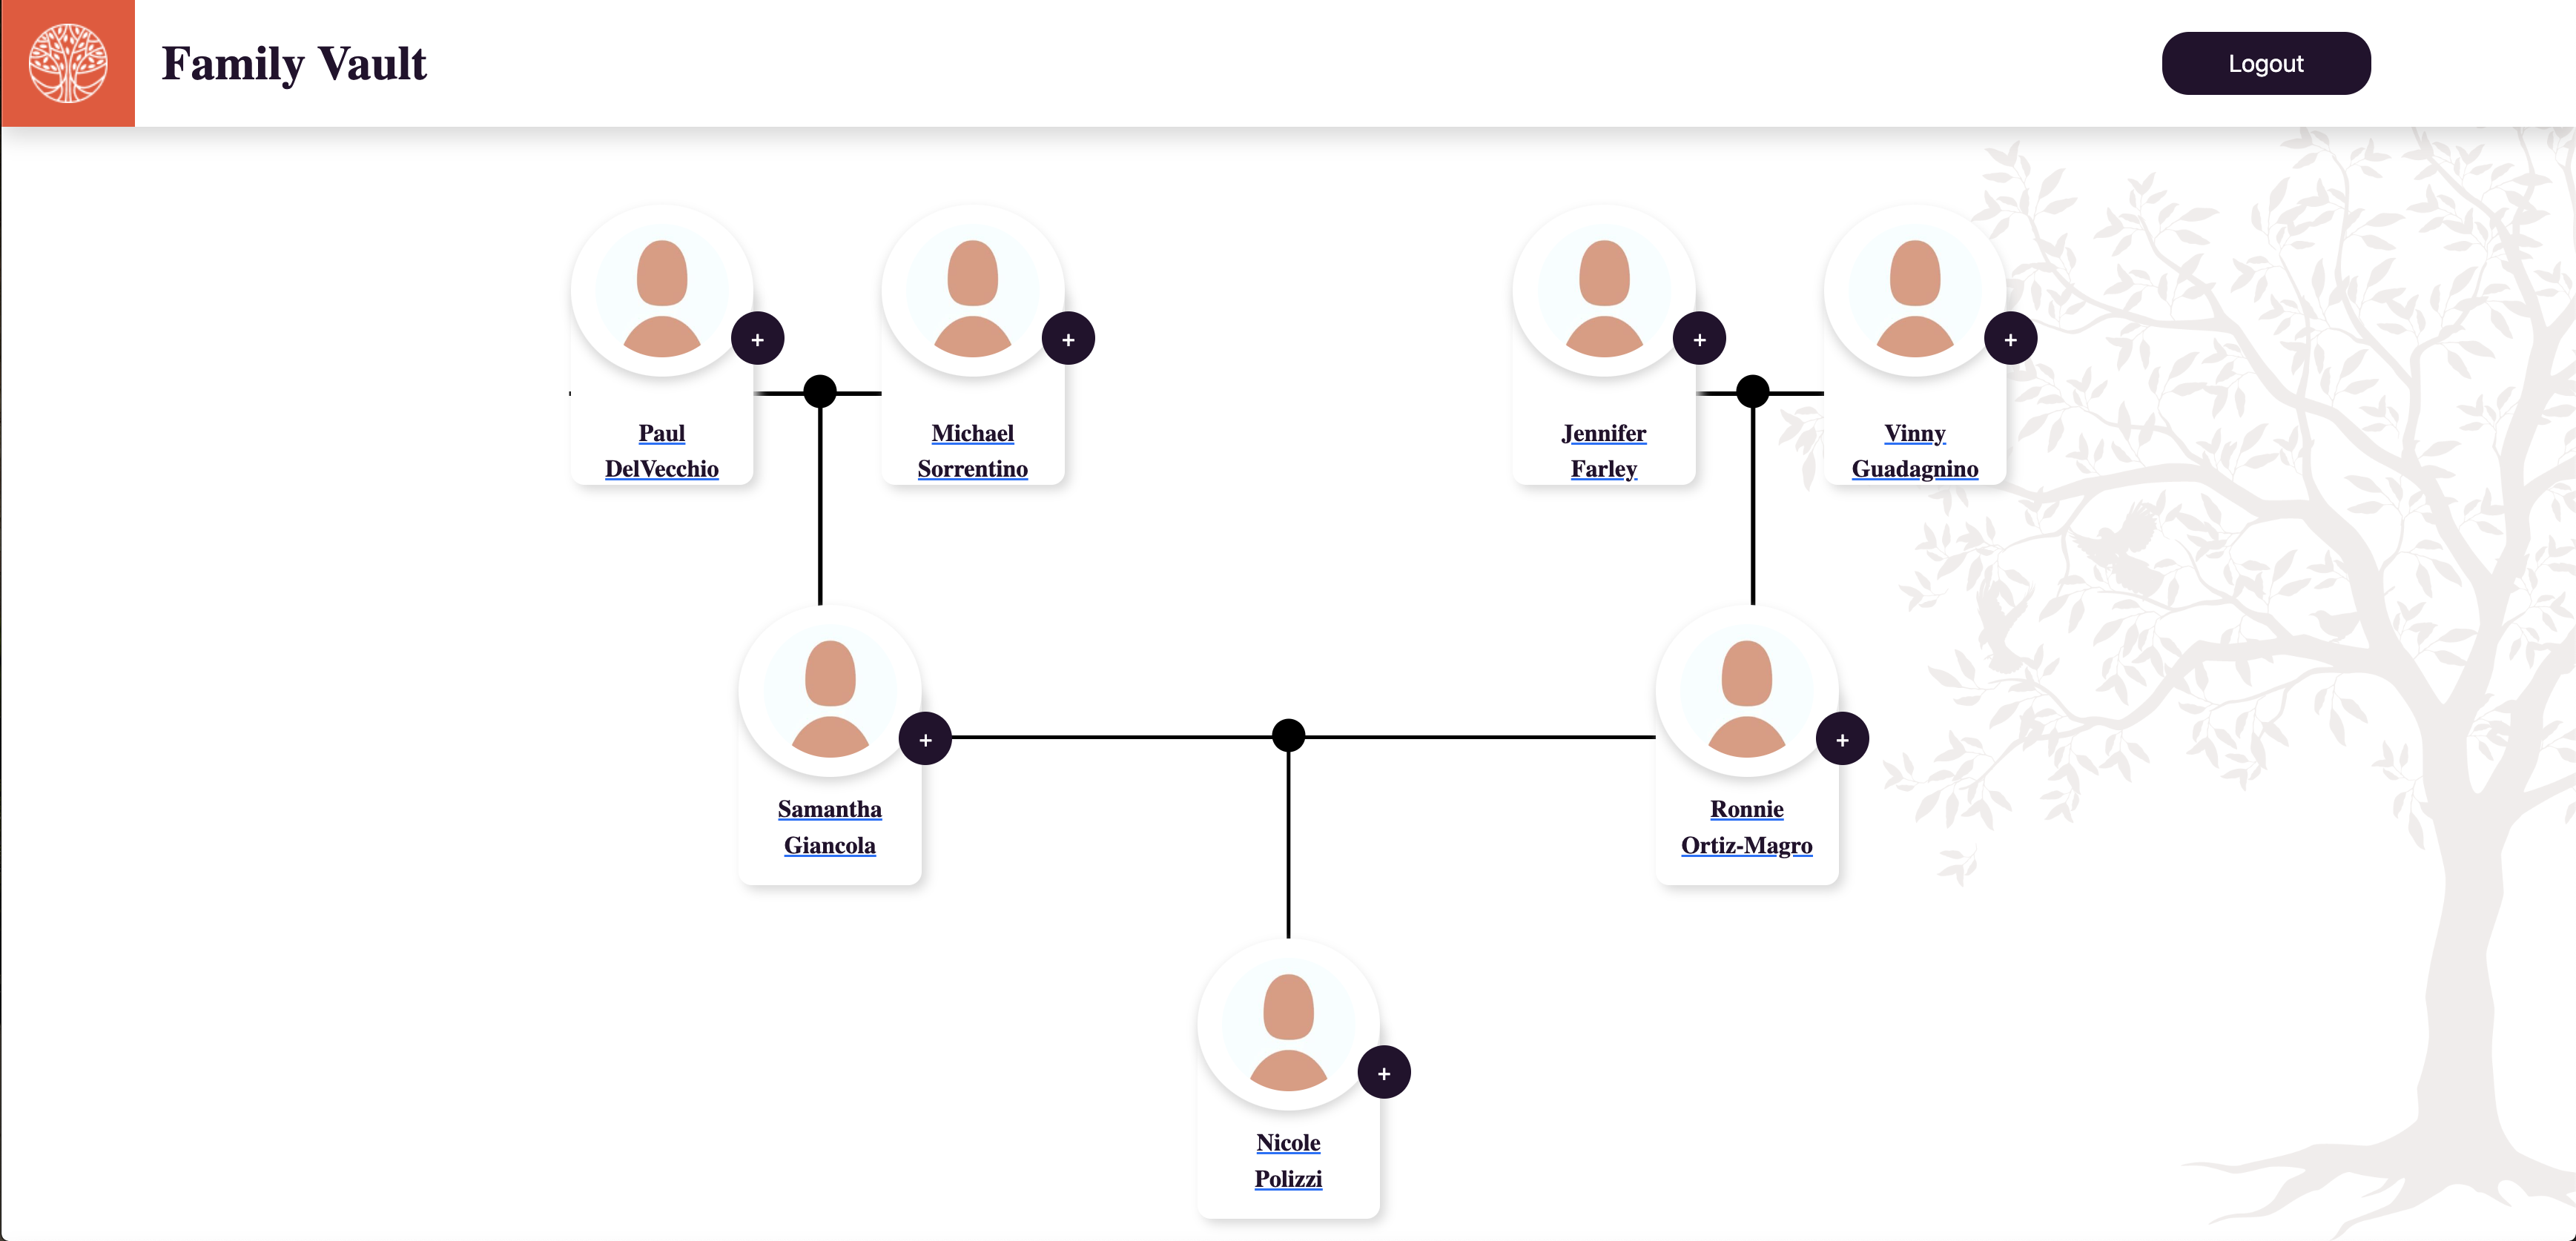 Family Vault
Logout
+
+
+
+
Paul
DelVecchio
Michael
Sorrentino
Jennifer
Farley
Vinny
Guadagnino
+
+
Samantha
Giancola
Ronnie
Ortiz-Magro
+
Nicole
Polizzi